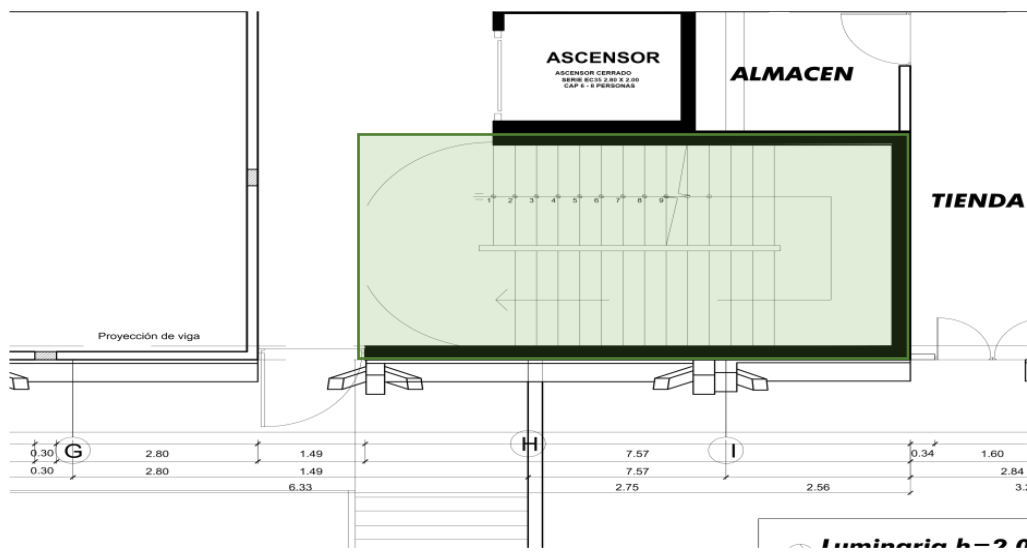 ASCENSOR
ASCENSOR CERRADO
SERIE EC35 2.80 X 2.00
CAP 6 - 8 PERSONAS
ALMACEN
TIENDA
1 2 3 4 5 6 7 8 9
Proyección de viga
G H I
0.30 2.80 1.49 7.57 0.34 1.60
0.30 2.80 1.49 7.57 2.84
6.33 2.75 2.56
Luminaria